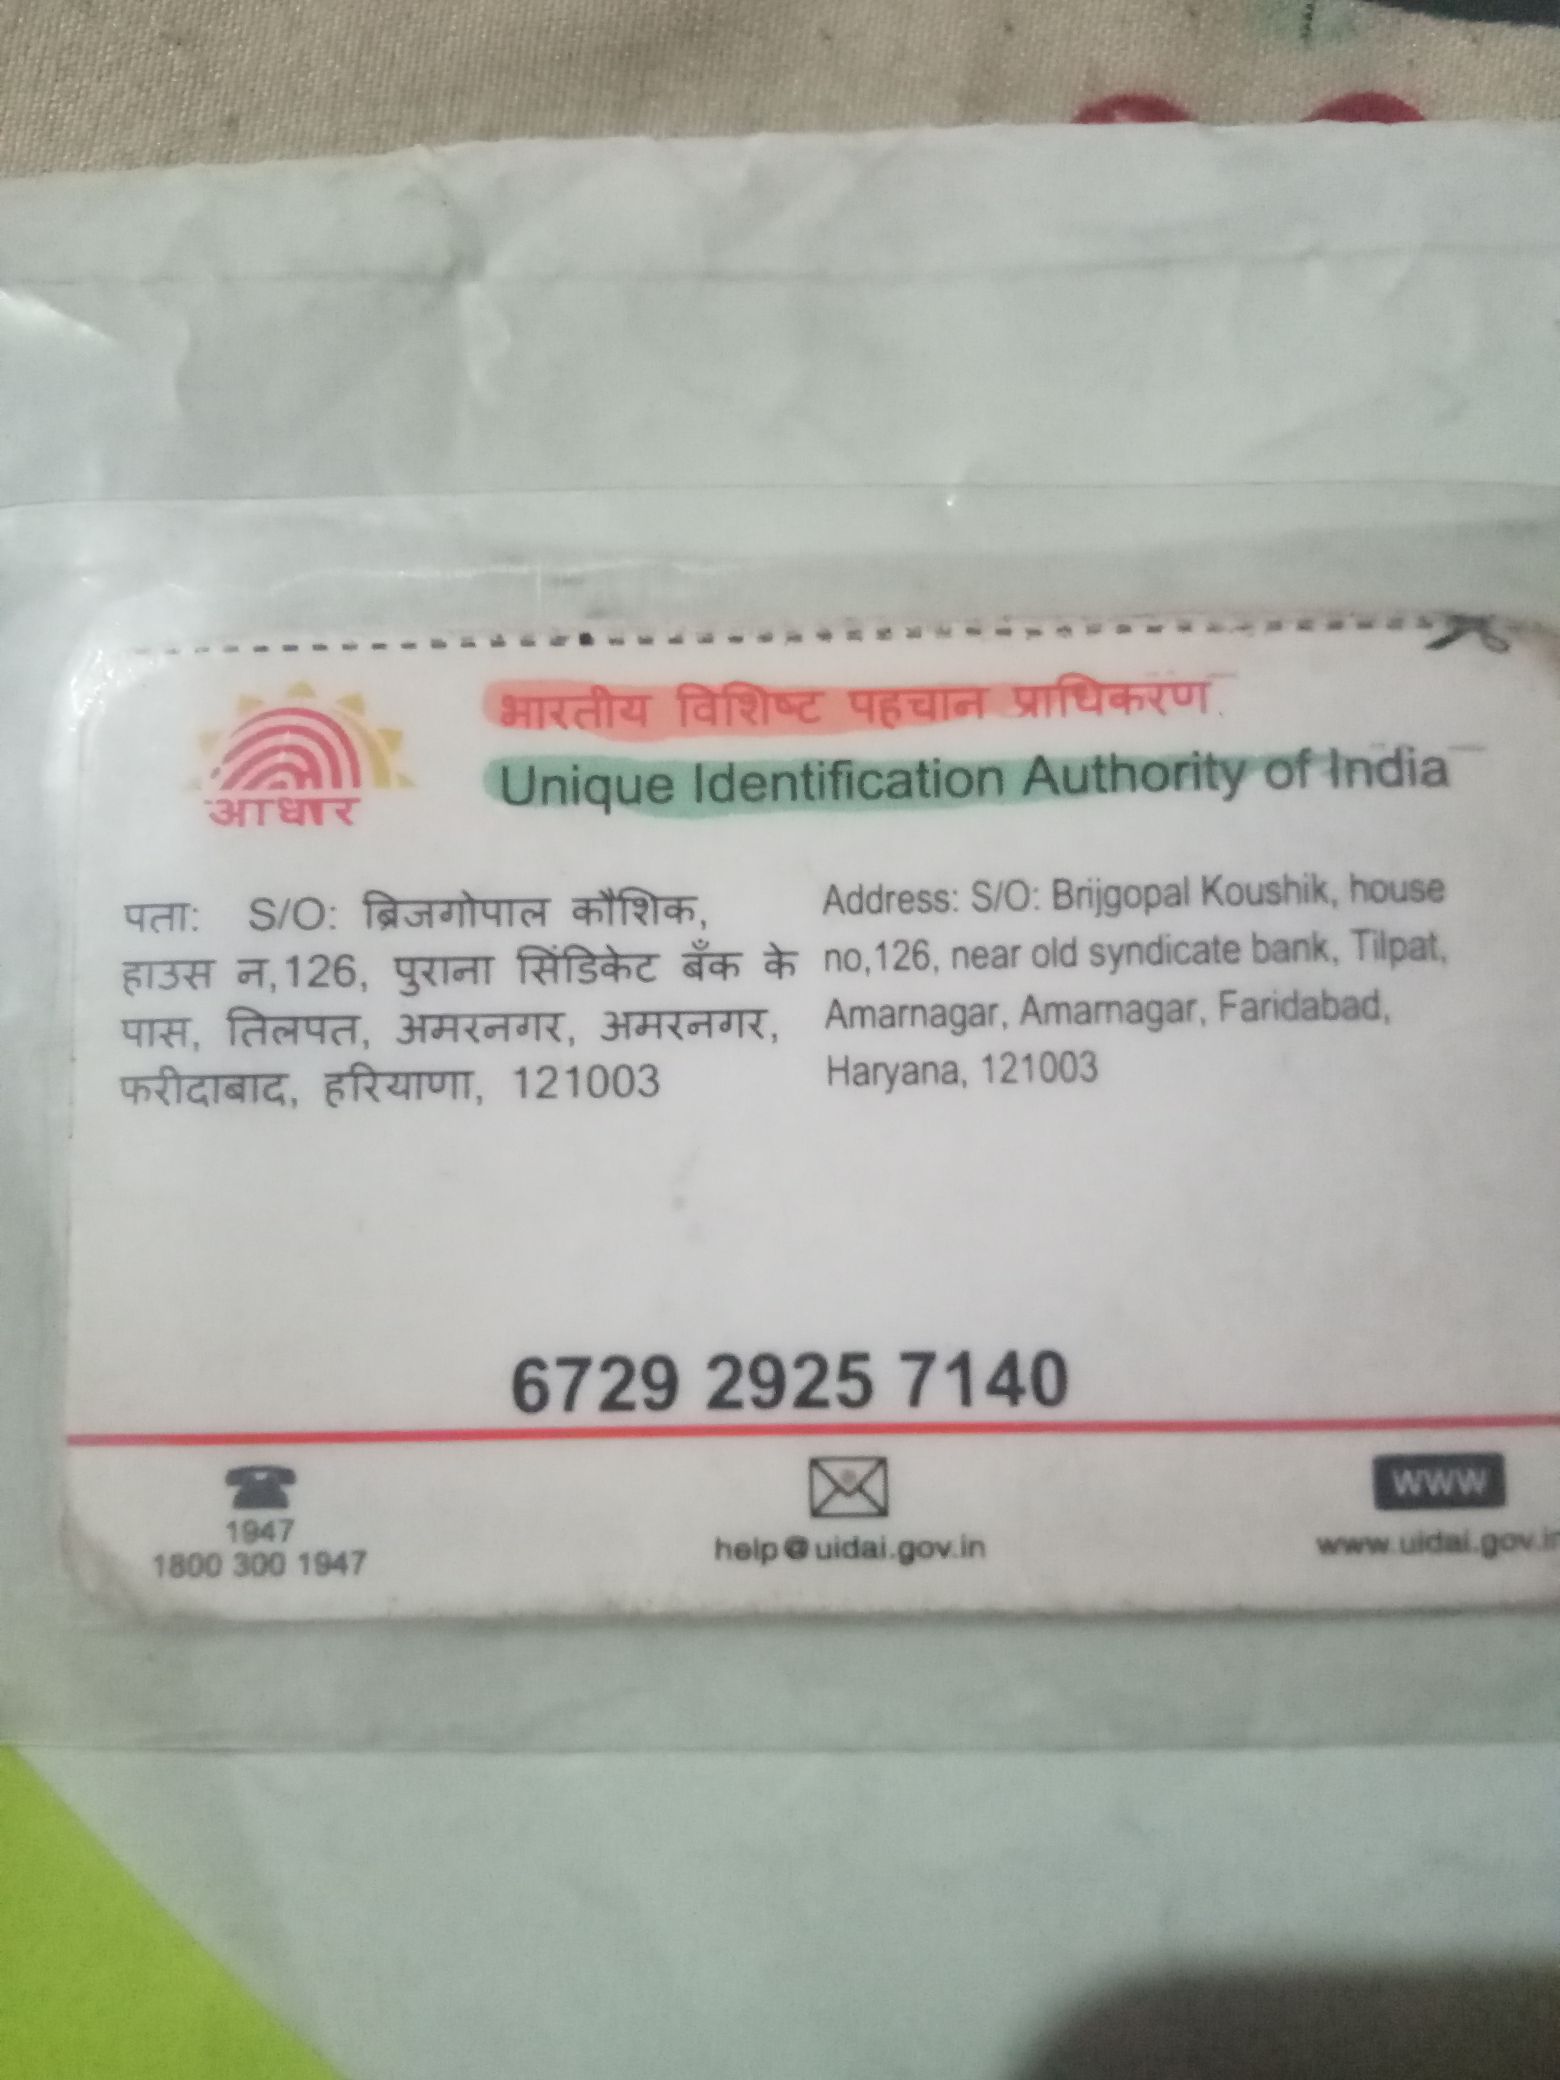 आधार
भारतीय विशिष्ट पहचान प्राधिकरण
Unique Identification Authority of India
पता: S/O: ब्रिजगोपाल कौशिक,
हाउस न,126, पुराना सिंडिकेट बैंक के
पास, तिलपत, अमरनगर, अमरनगर,
फरीदाबाद, हरियाणा, 121003
Address: S/O: Brijgopal Koushik, house
no,126, near old syndicate bank, Tilpat,
Amarnagar, Amarnagar, Faridabad,
Haryana, 121003
6729 2925 7140
1947
1800 300 1947
help@uidai.gov.in
WWW
www.uidai.gov.in